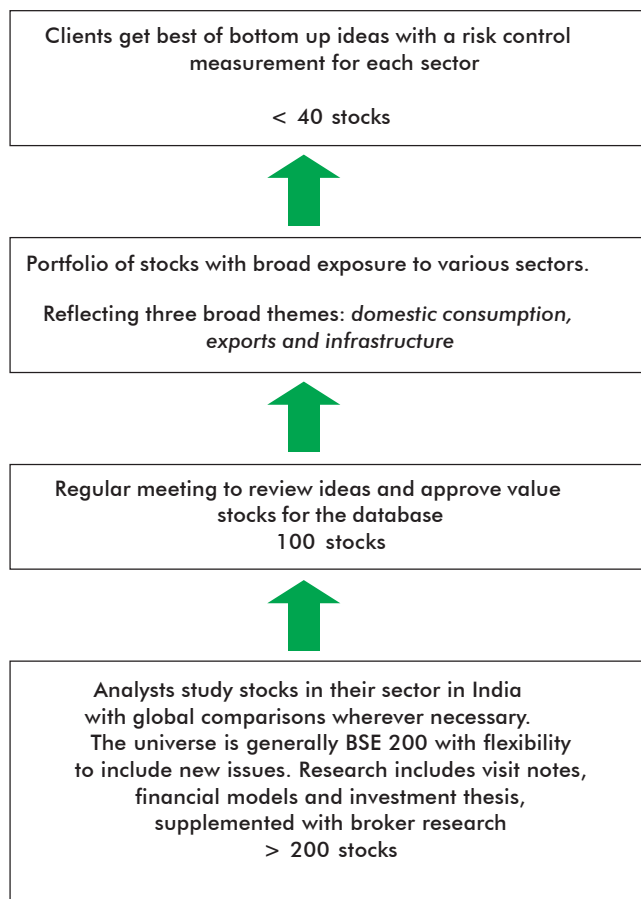 Clients get best of bottom up ideas with a risk control
measurement for each sector
< 40 stocks
Portfolio of stocks with broad exposure to various sectors.
Reflecting three broad themes: domestic consumption,
exports and infrastructure
Regular meeting to review ideas and approve value
stocks for the database
100 stocks
Analysts study stocks in their sector in India
with global comparisons wherever necessary.
The universe is generally BSE 200 with flexibility
to include new issues. Research includes visit notes,
financial models and investment thesis,
supplemented with broker research
> 200 stocks